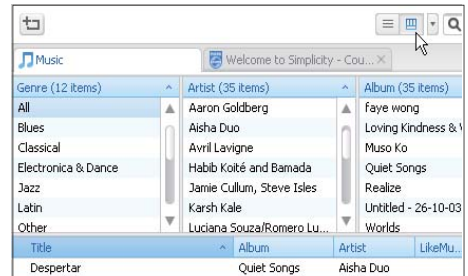 Music Welcome to Simplicity - Cou...
Genre (12 items) Artist (35 items) Album (35 items)
All Aaron Goldberg faye wong
Blues Aisha Duo Loving Kindness &
Classical Avril Lavigne Muso Ko
Electronica & Dance Habib Koité and Bamada Quiet Songs
Jazz Jamie Cullum, Steve Isles Realize
Latin Karsh Kale Untitled - 26-10-03
Other Luciana Souza/Romero Lu... Worlds
Title Album Artist LikeMu...
Despertar Quiet Songs Aisha Duo